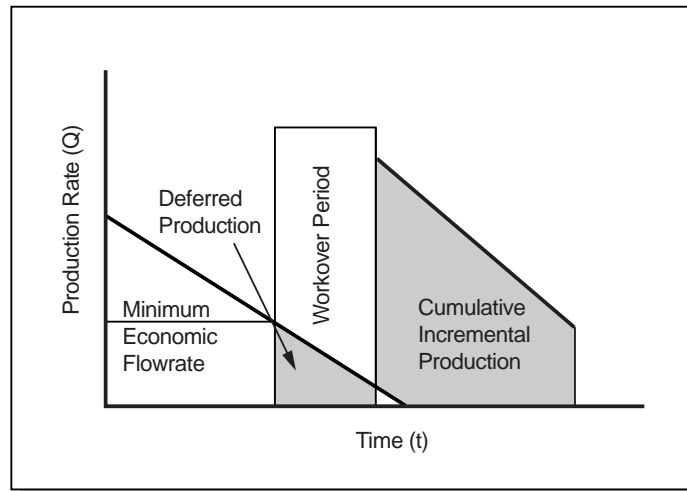 Production Rate (Q)
Deferred
Production
Workover Period
Minimum
Economic
Flowrate
Cumulative
Incremental
Production
Time (t)